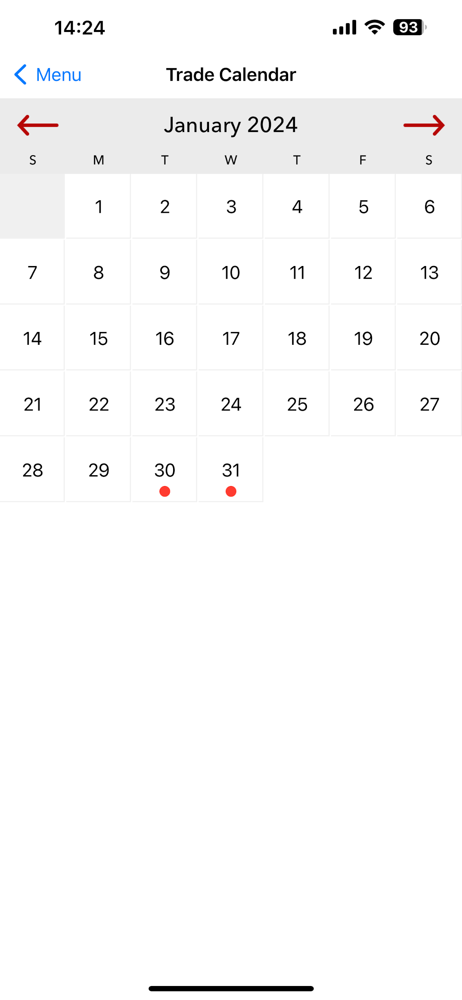 14:24 93
Menu Trade Calendar
January 2024
S M T W T F S
1 2 3 4 5 6
7 8 9 10 11 12 13
14 15 16 17 18 19 20
21 22 23 24 25 26 27
28 29 30 31